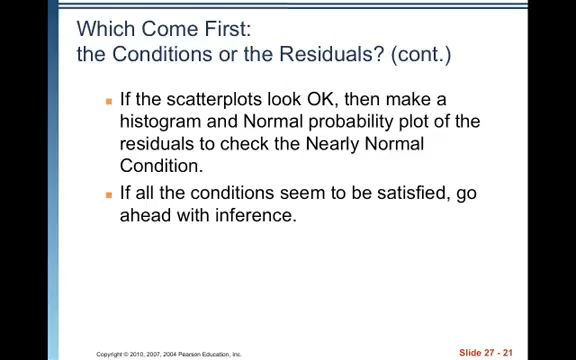 Which Come First:
the Conditions or the Residuals? (cont.)
If the scatterplots look OK, then make a
histogram and Normal probability plot of the
residuals to check the Nearly Normal
Condition.
If all the conditions seem to be satisfied, go
ahead with inference.
Copyright © 2010, 2007, 2004 Pearson Education, Inc.
Slide 27 - 21